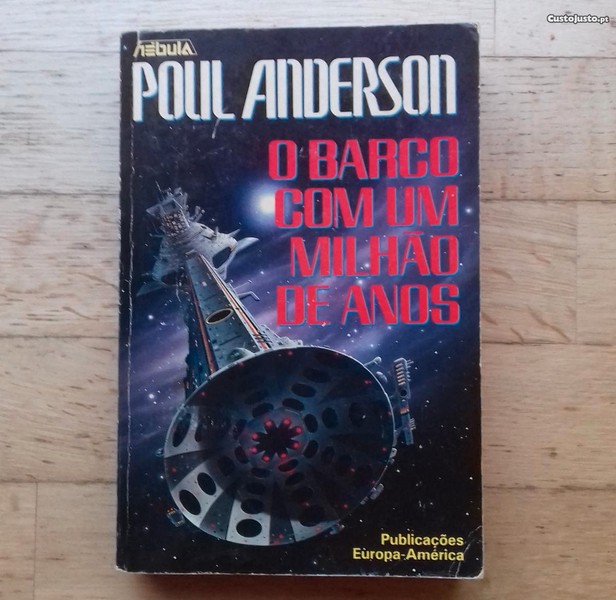 CustoJusto.pt
nebula
POUL ANDERSON
O BARCO
COM UM
MILHÃO
DE ANOS
Publicações
Europa-América